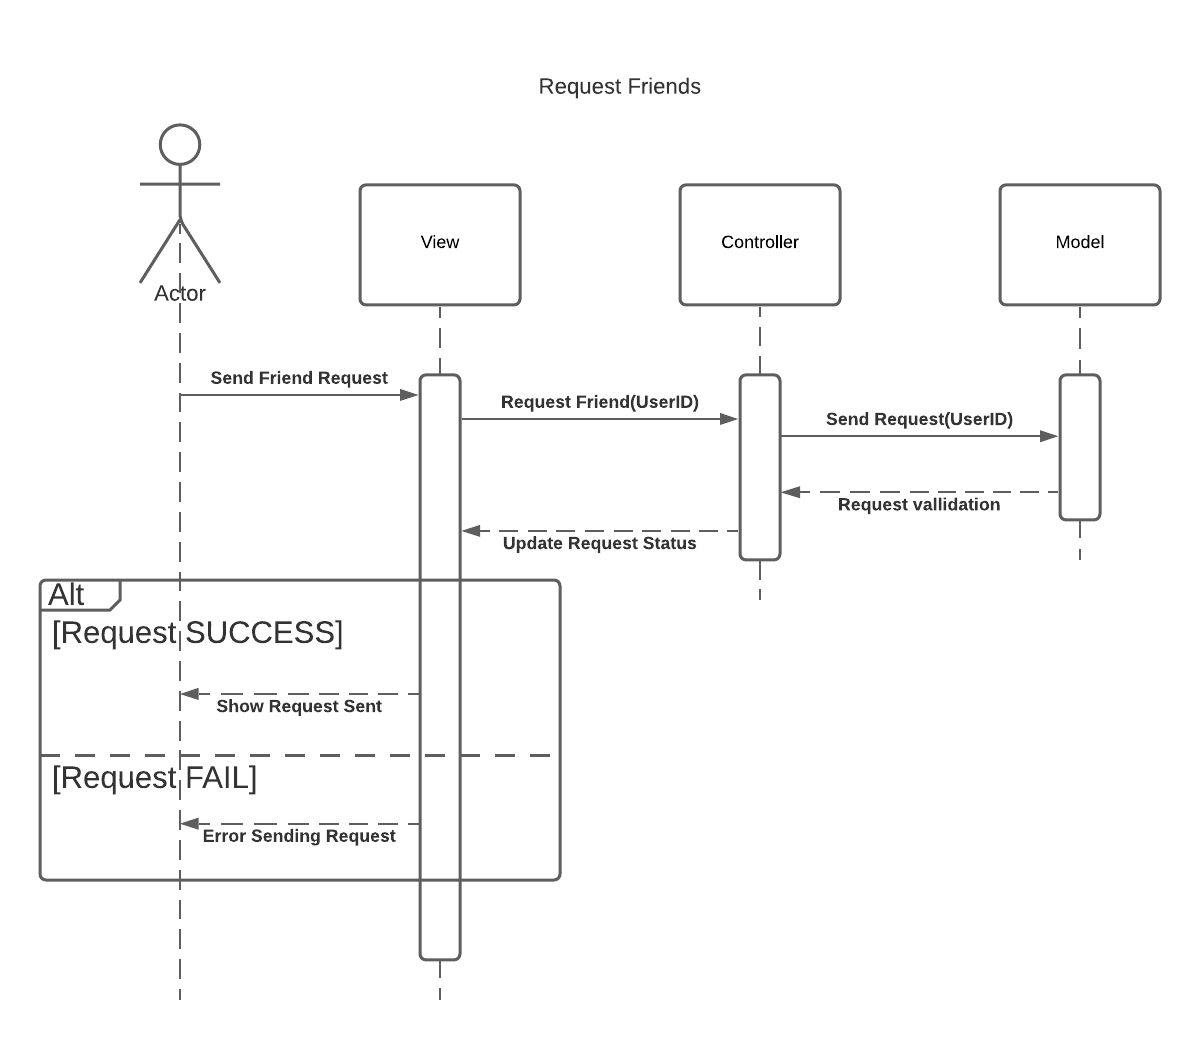 Request Friends
Actor
View
Controller
Model
Send Friend Request
Request Friend(UserID)
Send Request(UserID)
Request vallidation
Update Request Status
Alt
[Request SUCCESS]
Show Request Sent
[Request FAIL]
Error Sending Request